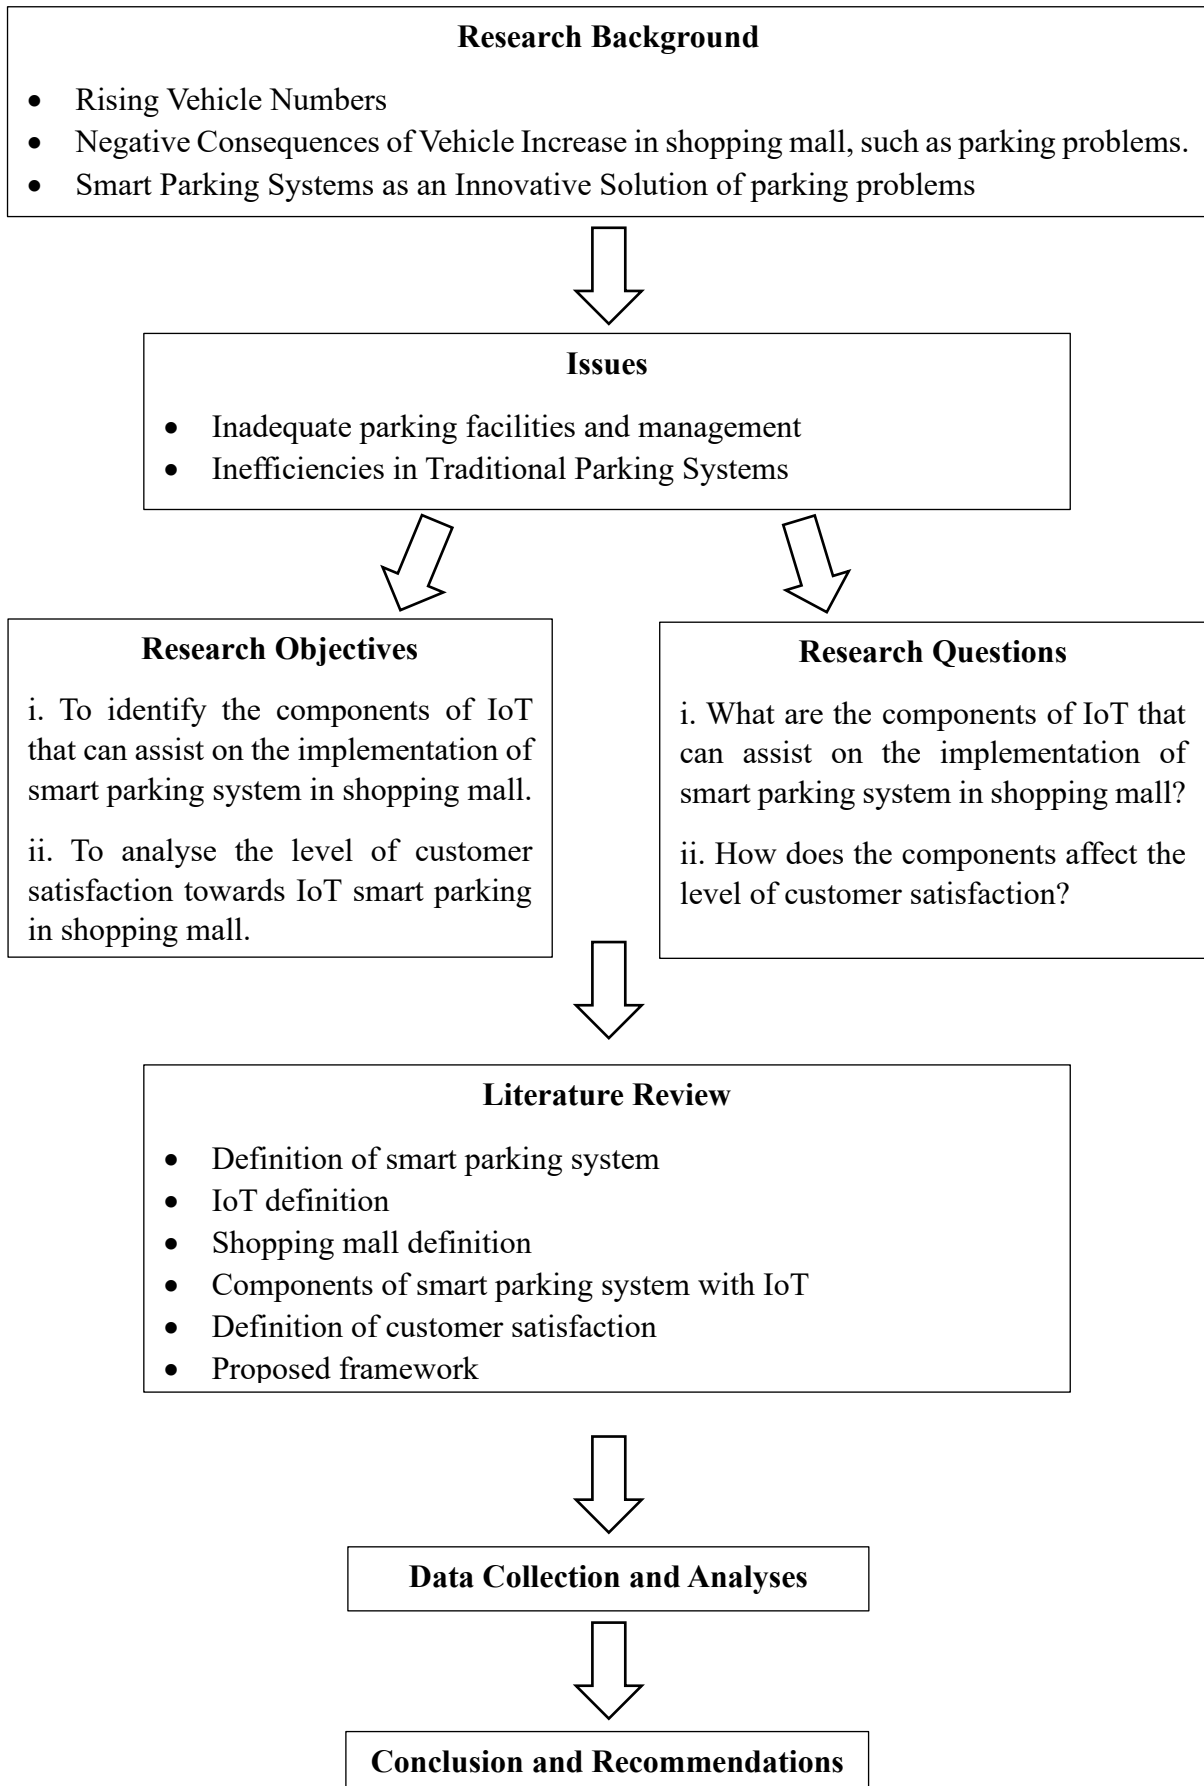 Research Background
• Rising Vehicle Numbers
• Negative Consequences of Vehicle Increase in shopping mall, such as parking problems.
• Smart Parking Systems as an Innovative Solution of parking problems
Issues
• Inadequate parking facilities and management
• Inefficiencies in Traditional Parking Systems
Research Objectives
i. To identify the components of IoT
that can assist on the implementation of
smart parking system in shopping mall.
ii. To analyse the level of customer
satisfaction towards IoT smart parking
in shopping mall.
Research Questions
i. What are the components of IoT that
can assist on the implementation of
smart parking system in shopping mall?
ii. How does the components affect the
level of customer satisfaction?
Literature Review
• Definition of smart parking system
• IoT definition
• Shopping mall definition
• Components of smart parking system with IoT
• Definition of customer satisfaction
• Proposed framework
Data Collection and Analyses
Conclusion and Recommendations